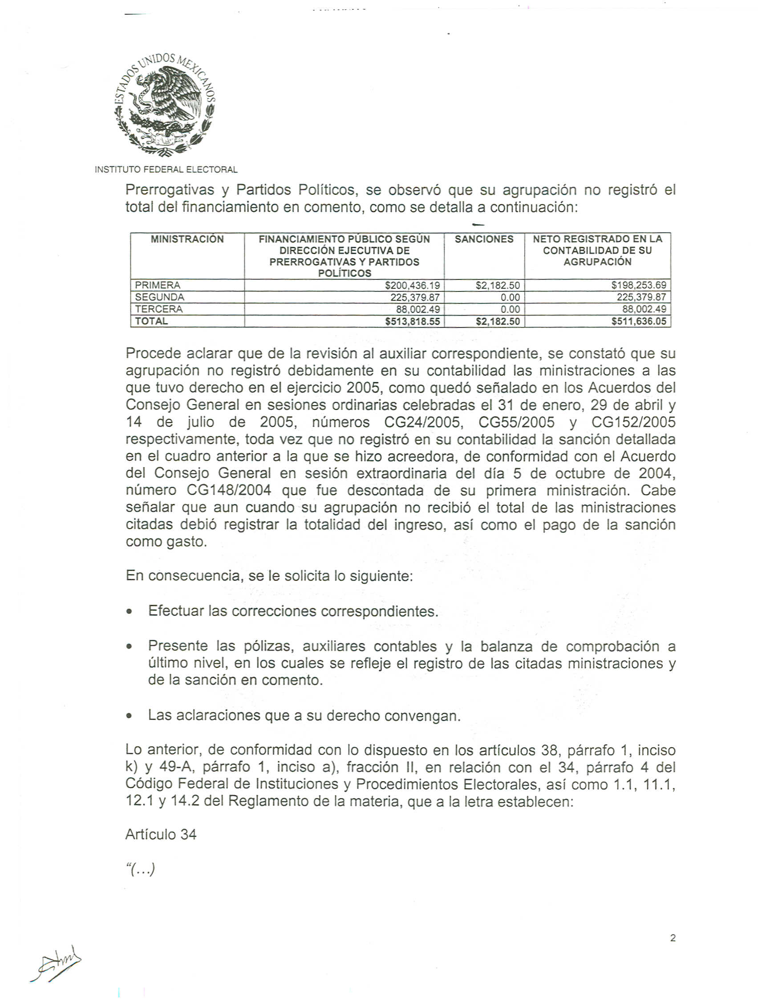 ESTADOS UNIDOS MEXICANOS
INSTITUTO FEDERAL ELECTORAL
Prerrogativas y Partidos Políticos, se observó que su agrupación no registró el
total del financiamiento en comento, como se detalla a continuación:
MINISTRACIÓN FINANCIAMIENTO PÚBLICO SEGÚN DIRECCIÓN EJECUTIVA DE PRERROGATIVAS Y PARTIDOS POLÍTICOS SANCIONES NETO REGISTRADO EN LA CONTABILIDAD DE SU AGRUPACIÓN
PRIMERA $200,436.19 $2,182.50 $198,253.69
SEGUNDA 225,379.87 0.00 225,379.87
TERCERA 88,002.49 0.00 88,002.49
TOTAL $513,818.55 $2,182.50 $511,636.05
Procede aclarar que de la revisión al auxiliar correspondiente, se constató que su
agrupación no registró debidamente en su contabilidad las ministraciones a las
que tuvo derecho en el ejercicio 2005, como quedó señalado en los Acuerdos del
Consejo General en sesiones ordinarias celebradas el 31 de enero, 29 de abril y
14 de julio de 2005, números CG24/2005, CG55/2005 y CG152/2005
respectivamente, toda vez que no registró en su contabilidad la sanción detallada
en el cuadro anterior a la que se hizo acreedora, de conformidad con el Acuerdo
del Consejo General en sesión extraordinaria del día 5 de octubre de 2004,
número CG148/2004 que fue descontada de su primera ministración. Cabe
señalar que aun cuando su agrupación no recibió el total de las ministraciones
citadas debió registrar la totalidad del ingreso, así como el pago de la sanción
como gasto.
En consecuencia, se le solicita lo siguiente:
• Efectuar las correcciones correspondientes.
• Presente las pólizas, auxiliares contables y la balanza de comprobación a
último nivel, en los cuales se refleje el registro de las citadas ministraciones y
de la sanción en comento.
• Las aclaraciones que a su derecho convengan.
Lo anterior, de conformidad con lo dispuesto en los artículos 38, párrafo 1, inciso
k) y 49-A, párrafo 1, inciso a), fracción II, en relación con el 34, párrafo 4 del
Código Federal de Instituciones y Procedimientos Electorales, así como 1.1, 11.1,
12.1 y 14.2 del Reglamento de la materia, que a la letra establecen:
Artículo 34
“(...)
2